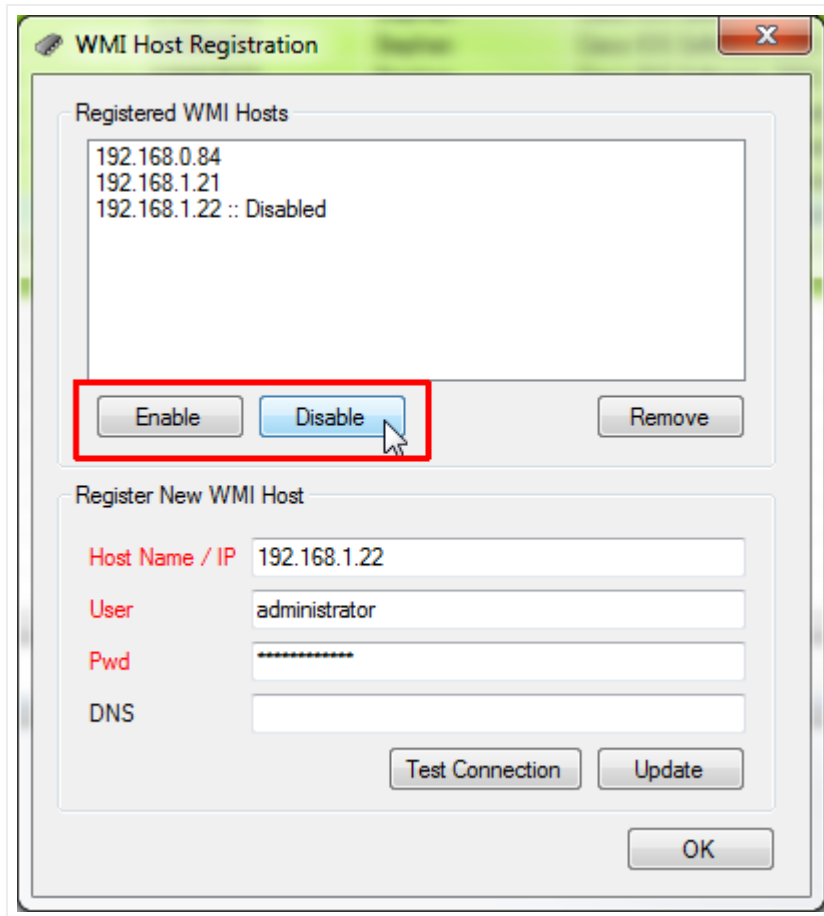 WMI Host Registration
Registered WMI Hosts
192.168.0.84
192.168.1.21
192.168.1.22 :: Disabled
Enable Disable Remove
Register New WMI Host
Host Name / IP 192.168.1.22
User administrator
Pwd ************
DNS
Test Connection Update
OK